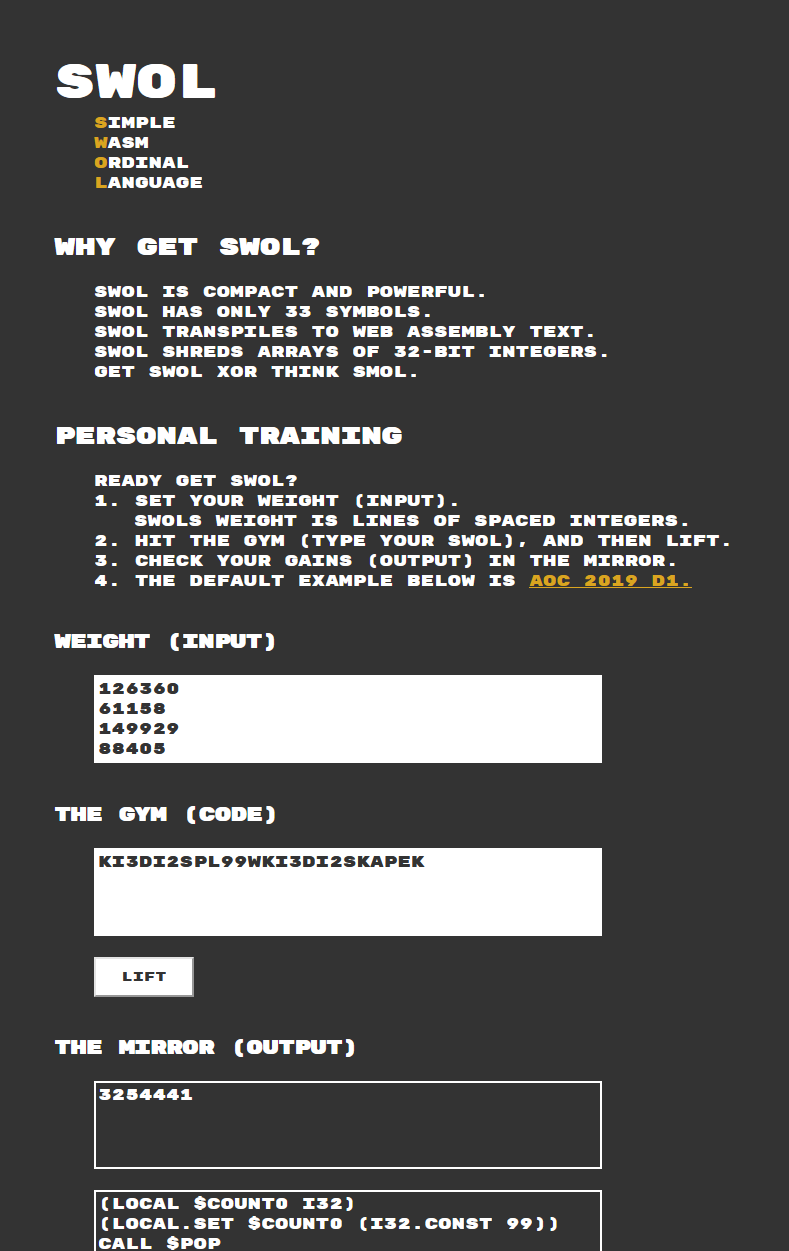 SWOL
SIMPLE
WASM
ORDINAL
LANGUAGE
WHY GET SWOL?
SWOL IS COMPACT AND POWERFUL.
SWOL HAS ONLY 33 SYMBOLS.
SWOL TRANSPILES TO WEB ASSEMBLY TEXT.
SWOL SHREDS ARRAYS OF 32-BIT INTEGERS.
GET SWOL XOR THINK SMOL.
PERSONAL TRAINING
READY GET SWOL?
1. SET YOUR WEIGHT (INPUT).
SWOLS WEIGHT IS LINES OF SPACED INTEGERS.
2. HIT THE GYM (TYPE YOUR SWOL), AND THEN LIFT.
3. CHECK YOUR GAINS (OUTPUT) IN THE MIRROR.
4. THE DEFAULT EXAMPLE BELOW IS AOC 2019 D1.
WEIGHT (INPUT)
126360
61158
149929
88405
THE GYM (CODE)
KI3DI2SPL99WKI3DI2SKAPEK
LIFT
THE MIRROR (OUTPUT)
3254441
(LOCAL $COUNT0 I32)
(LOCAL.SET $COUNT0 (I32.CONST 99))
CALL $POP